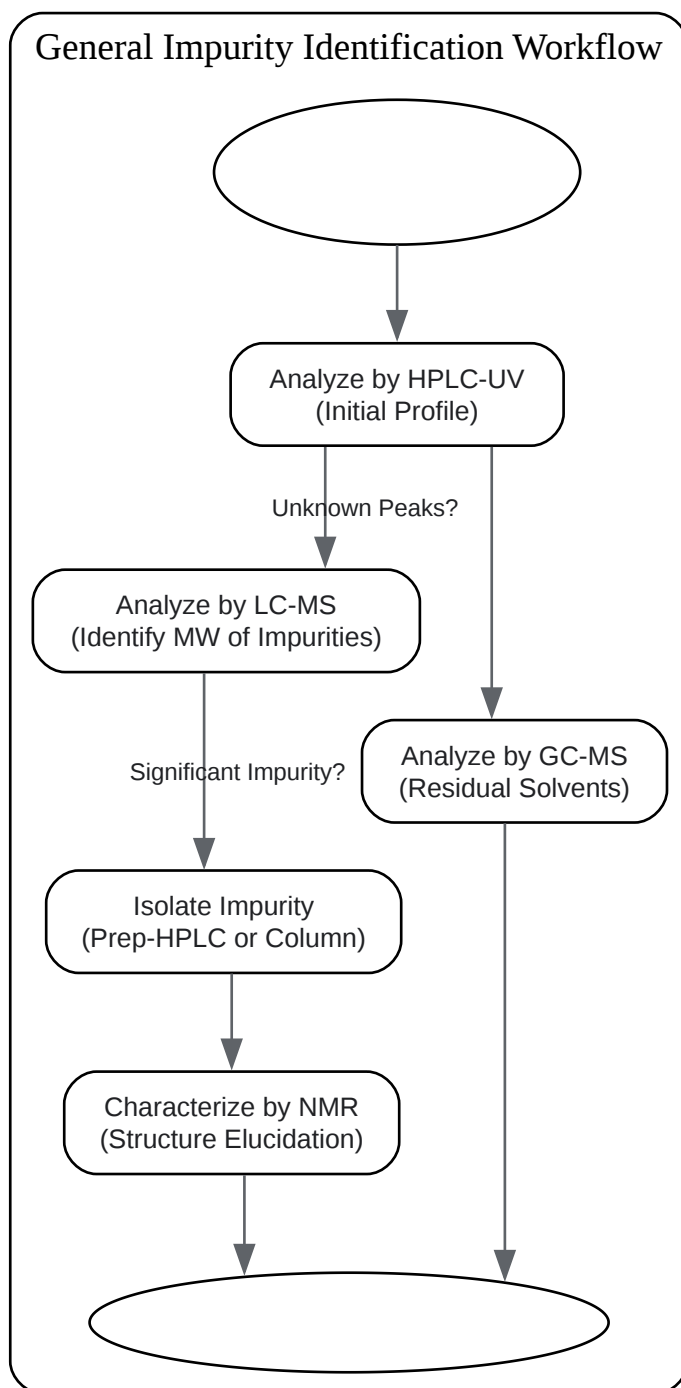 General Impurity Identification Workflow
Analyze by HPLC-UV
(Initial Profile)
Unknown Peaks?
Analyze by LC-MS
(Identify MW of Impurities)
Analyze by GC-MS
(Residual Solvents)
Significant Impurity?
Isolate Impurity
(Prep-HPLC or Column)
Characterize by NMR
(Structure Elucidation)